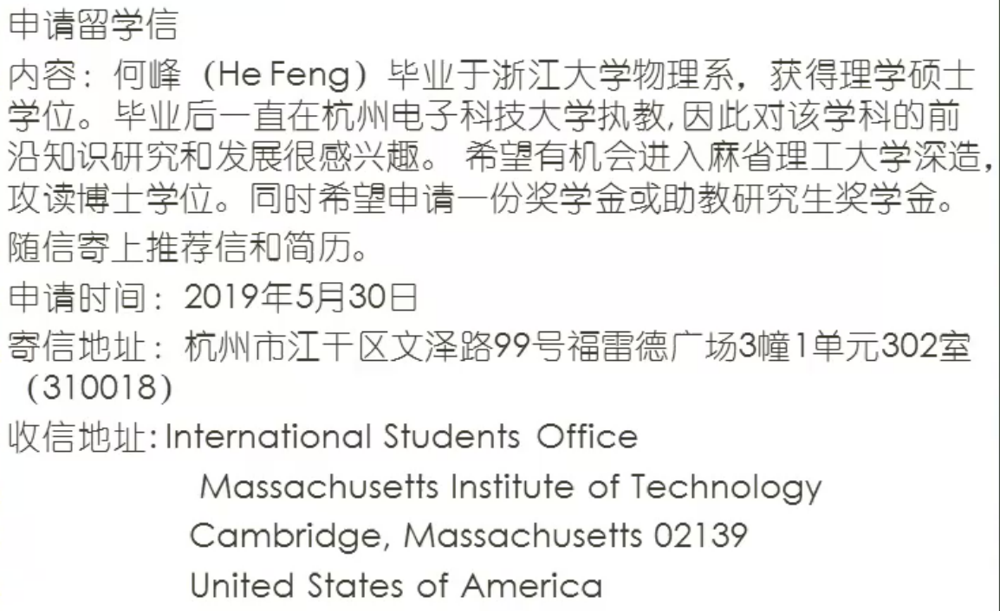 申请留学信
内容：何峰（He Feng）毕业于浙江大学物理系，获得理学硕士
学位。毕业后一直在杭州电子科技大学执教,因此对该学科的前
沿知识研究和发展很感兴趣。 希望有机会进入麻省理工大学深造，
攻读博士学位。同时希望申请一份奖学金或助教研究生奖学金。
随信寄上推荐信和简历。
申请时间：2019年5月30日
寄信地址：杭州市江干区文泽路99号福雷德广场3幢1单元302室
（310018）
收信地址: International Students Office
Massachusetts Institute of Technology
Cambridge, Massachusetts 02139
United States of America